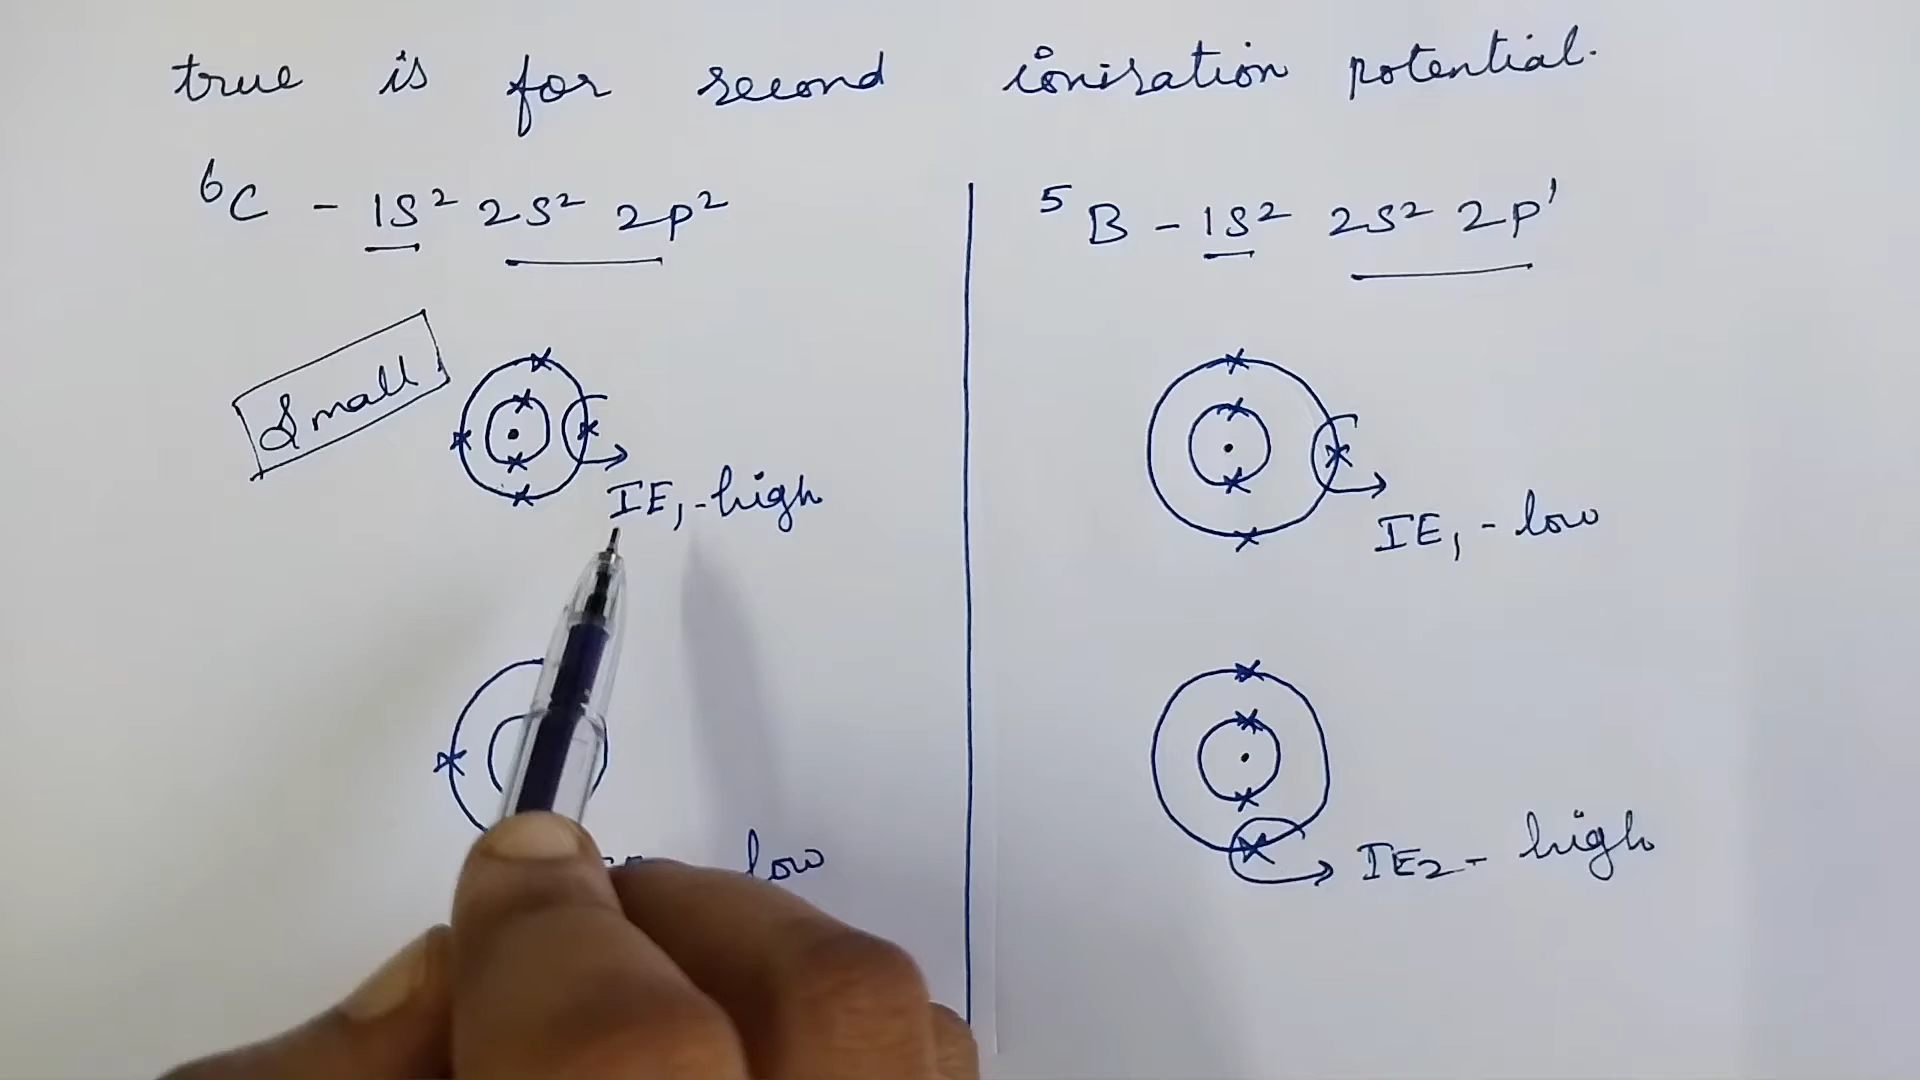 true is for second ionisation potential.
⁶C - 1S² 2S² 2P²
⁵B - 1S² 2S² 2P¹
Small
IE₁ - high
IE₁ - low
low
IE₂ - high